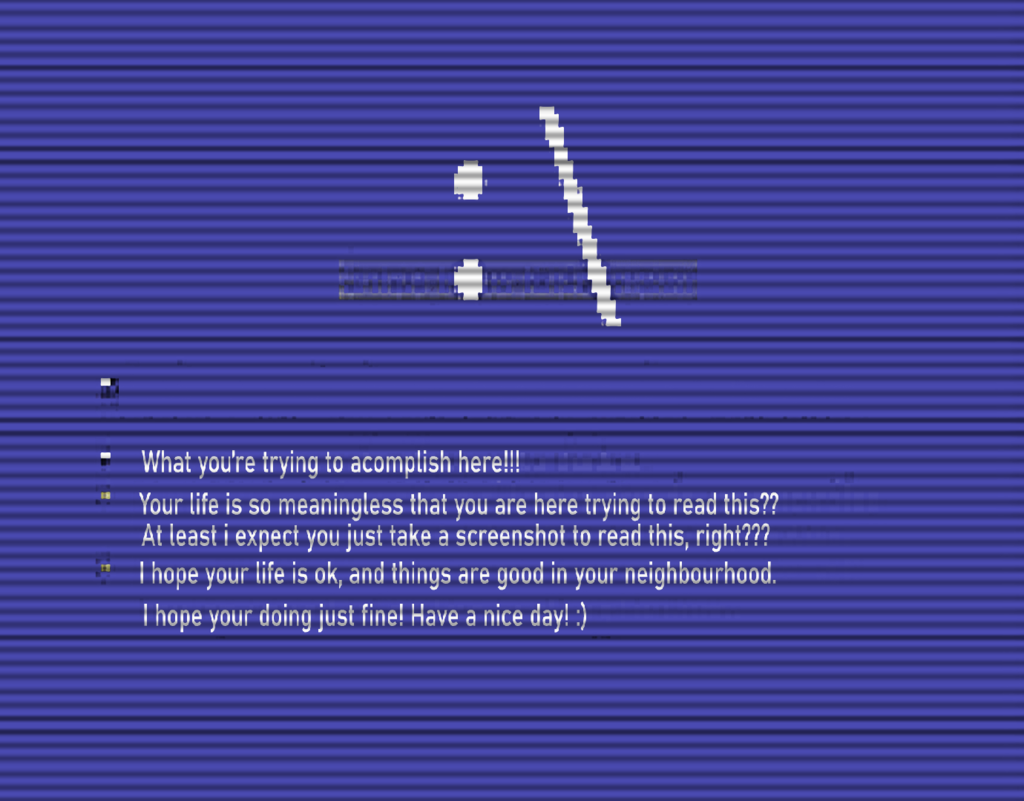 :\
What you're trying to acomplish here!!!
Your life is so meaningless that you are here trying to read this??
At least i expect you just take a screenshot to read this, right???
I hope your life is ok, and things are good in your neighbourhood.
I hope your doing just fine! Have a nice day! :)